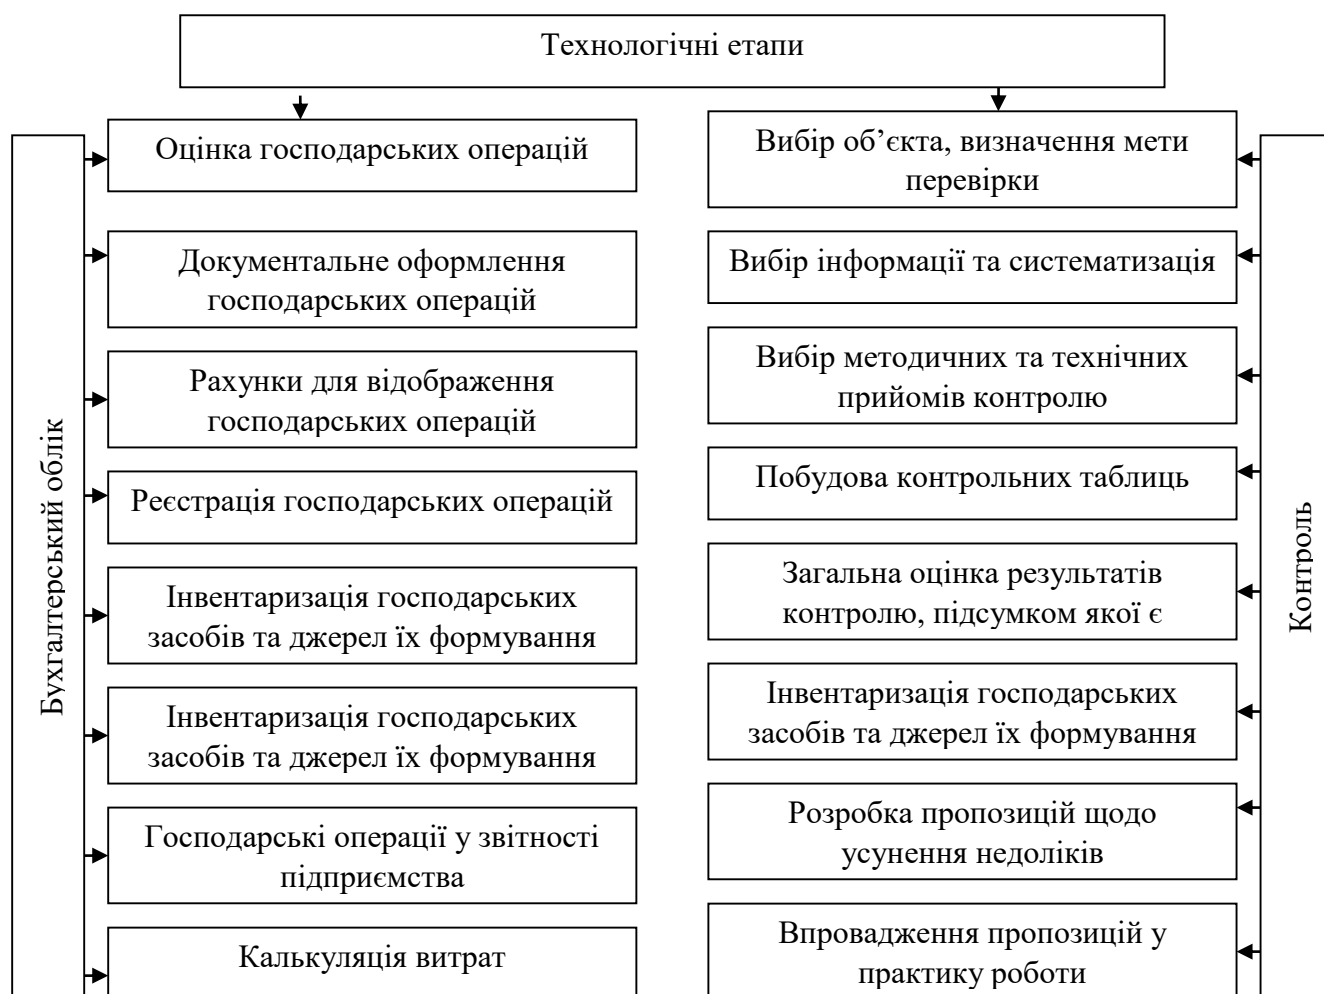 Технологічні етапи
Бухгалтерський облік
Оцінка господарських операцій
Документальне оформлення
господарських операцій
Рахунки для відображення
господарських операцій
Реєстрація господарських операцій
Інвентаризація господарських
засобів та джерел їх формування
Інвентаризація господарських
засобів та джерел їх формування
Господарські операції у звітності
підприємства
Калькуляція витрат
Вибір об’єкта, визначення мети
перевірки
Вибір інформації та систематизація
Вибір методичних та технічних
прийомів контролю
Побудова контрольних таблиць
Загальна оцінка результатів
контролю, підсумком якої є
Інвентаризація господарських
засобів та джерел їх формування
Розробка пропозицій щодо
усунення недоліків
Впровадження пропозицій у
практику роботи
Контроль